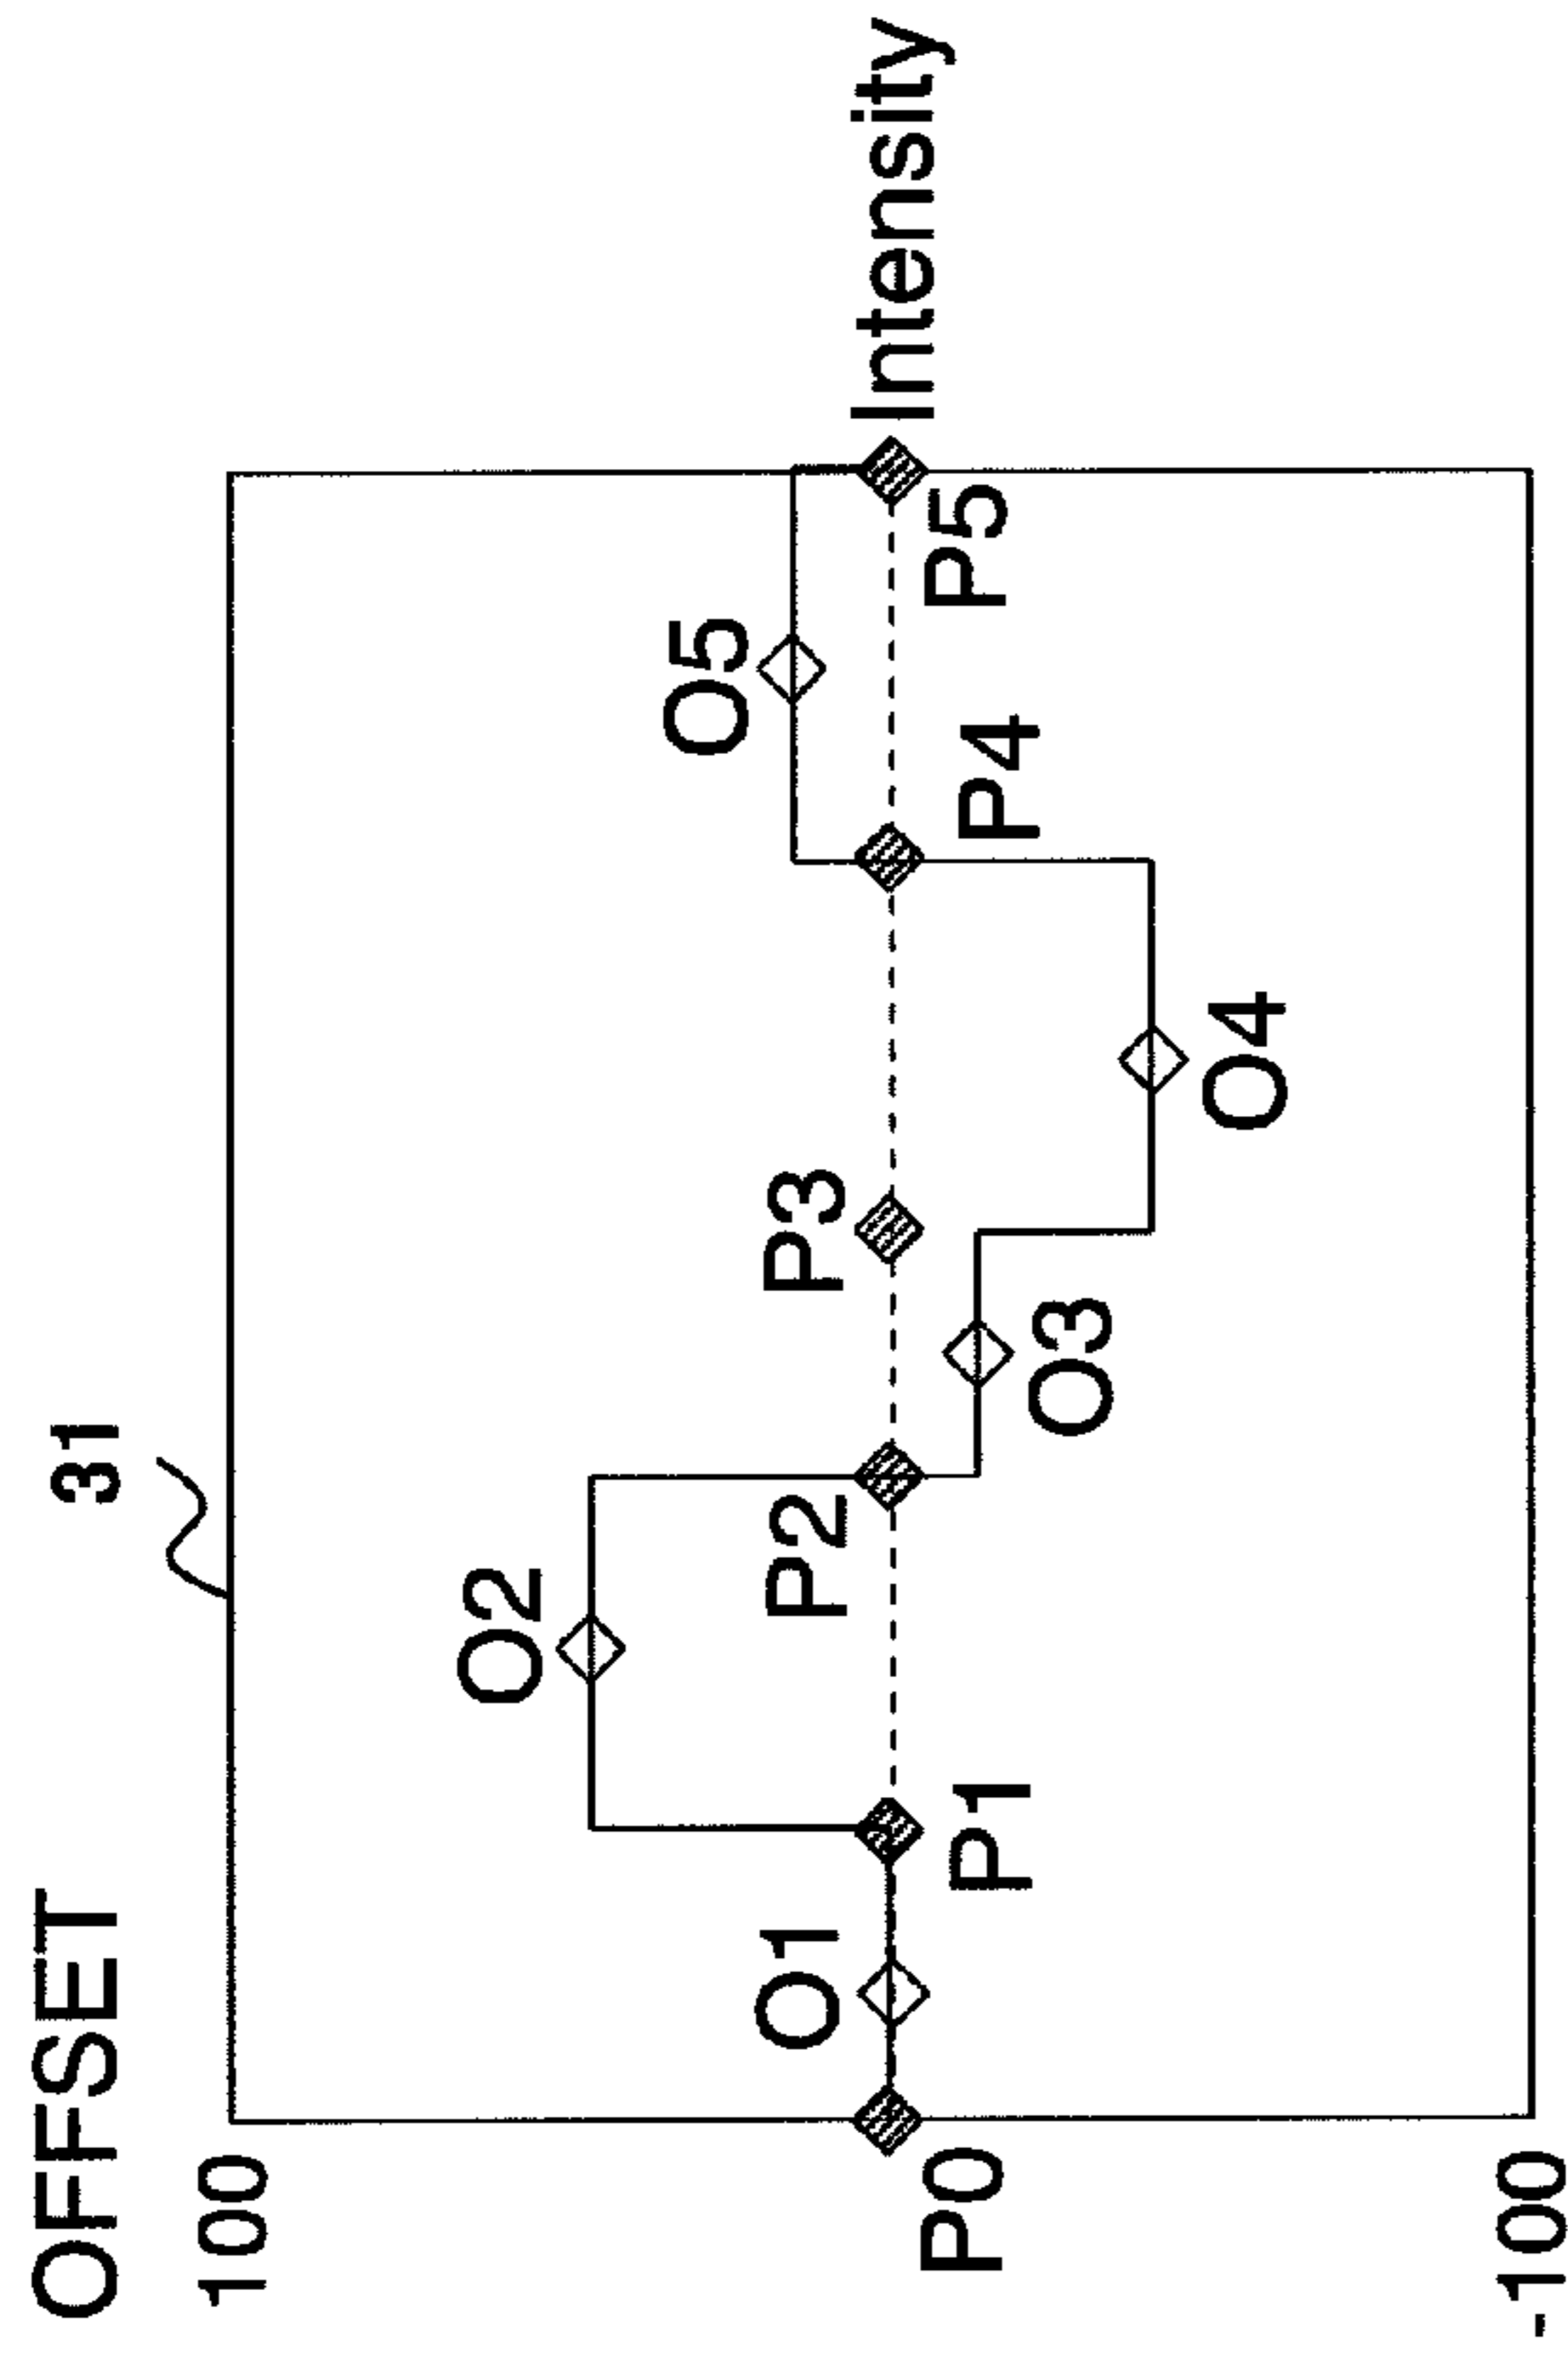 OFFSET
31
100
O2
O5
O1
P2
P3
Intensity
P0
P1
P4
P5
O3
O4
-100